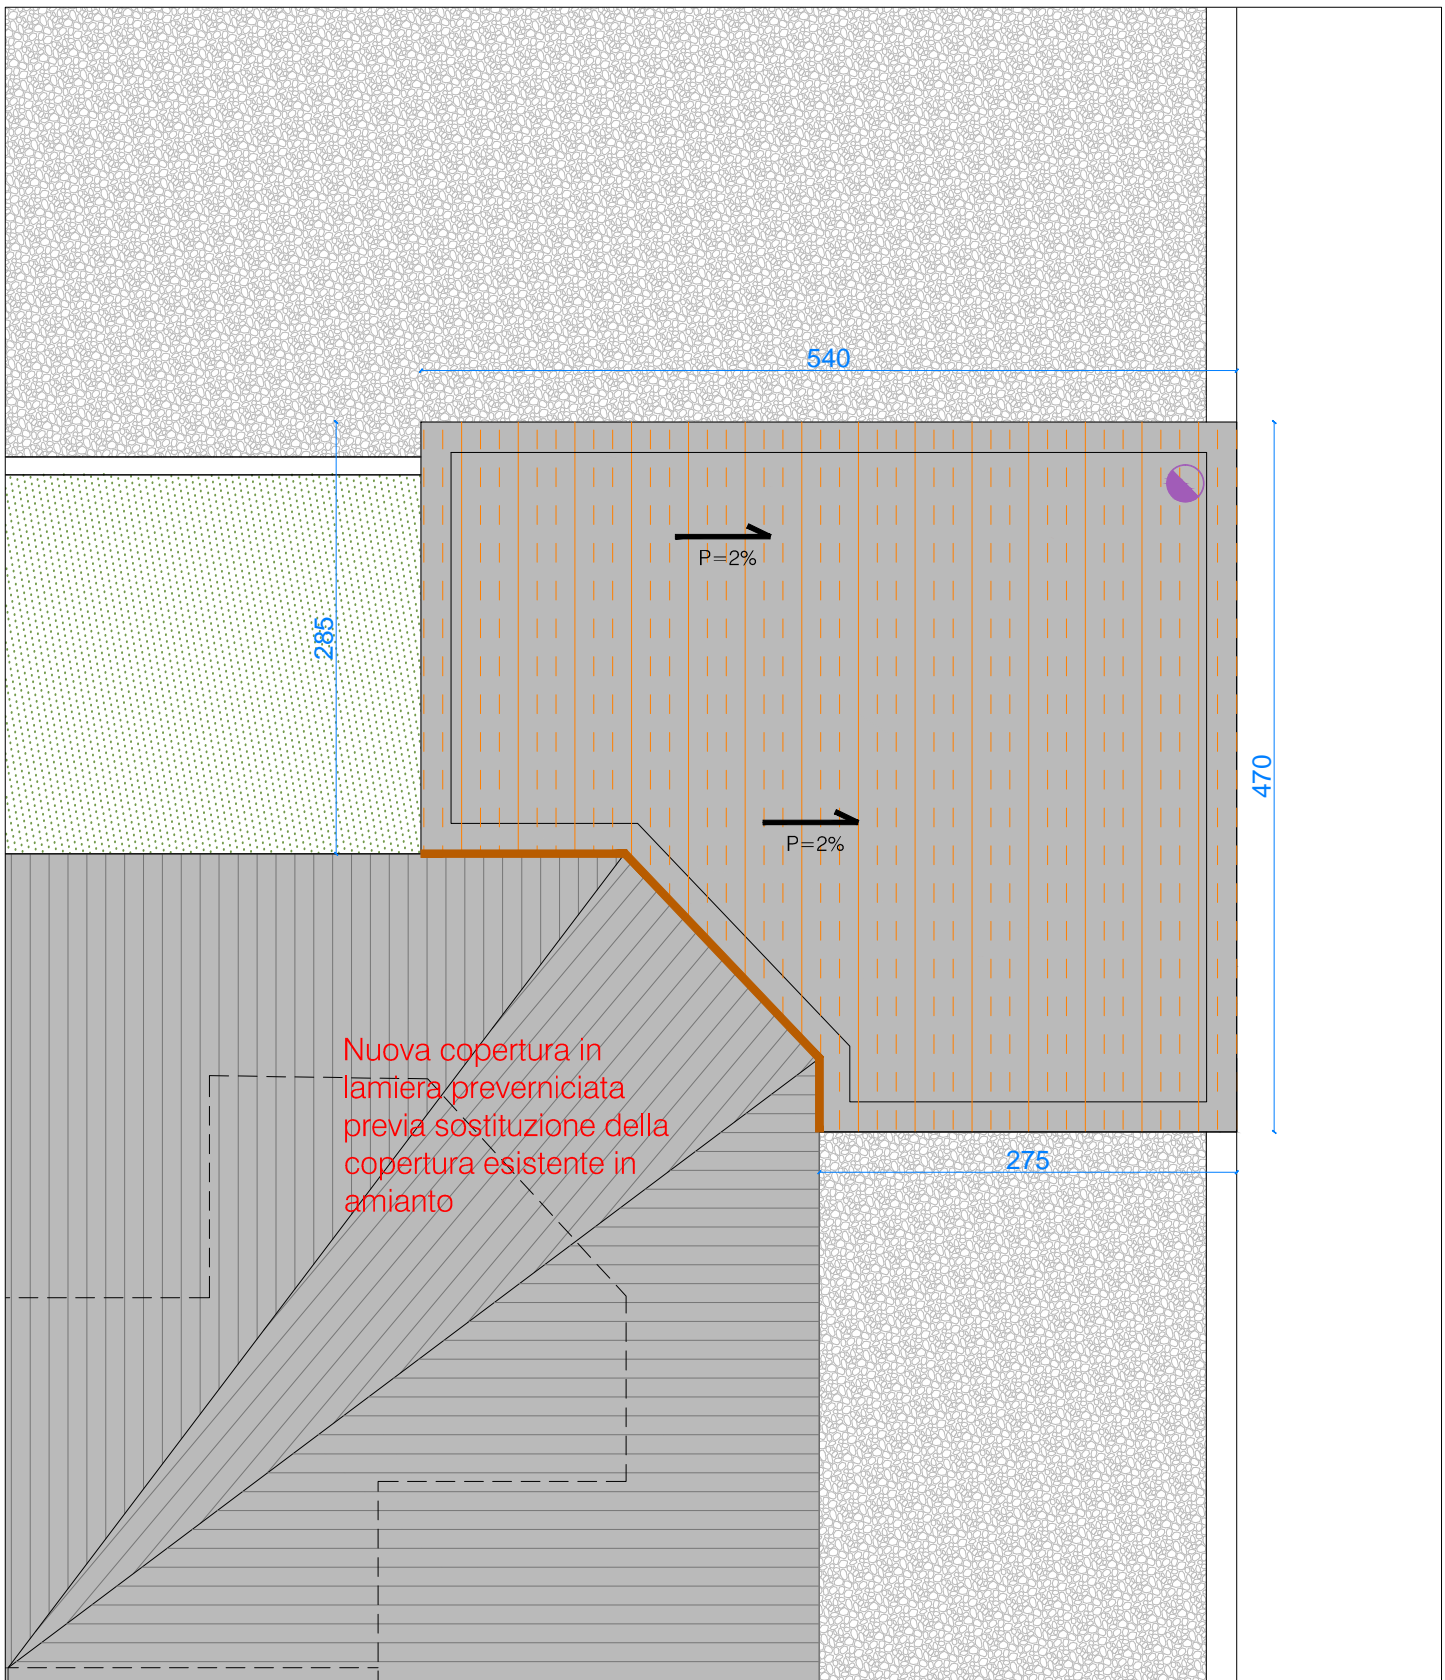 540
P=2%
285
470
P=2%
Nuova copertura in
lamiera preverniciata
previa sostituzione della
copertura esistente in
amianto
275